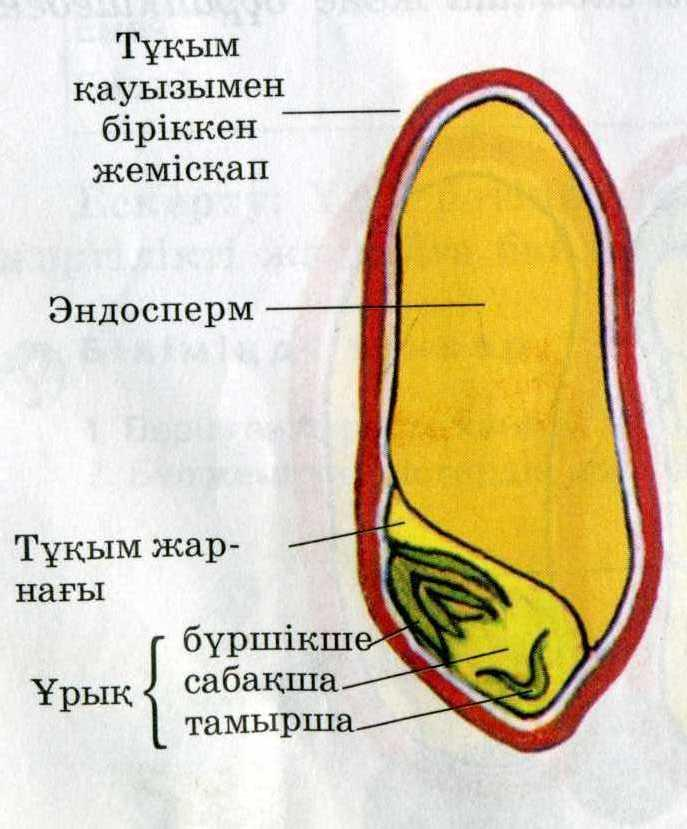 Тұқым
қауызымен
біріккен
жемісқап
Эндосперм
Тұқым жар-
нағы
Ұрық
бүршікше
сабақша
тамырша